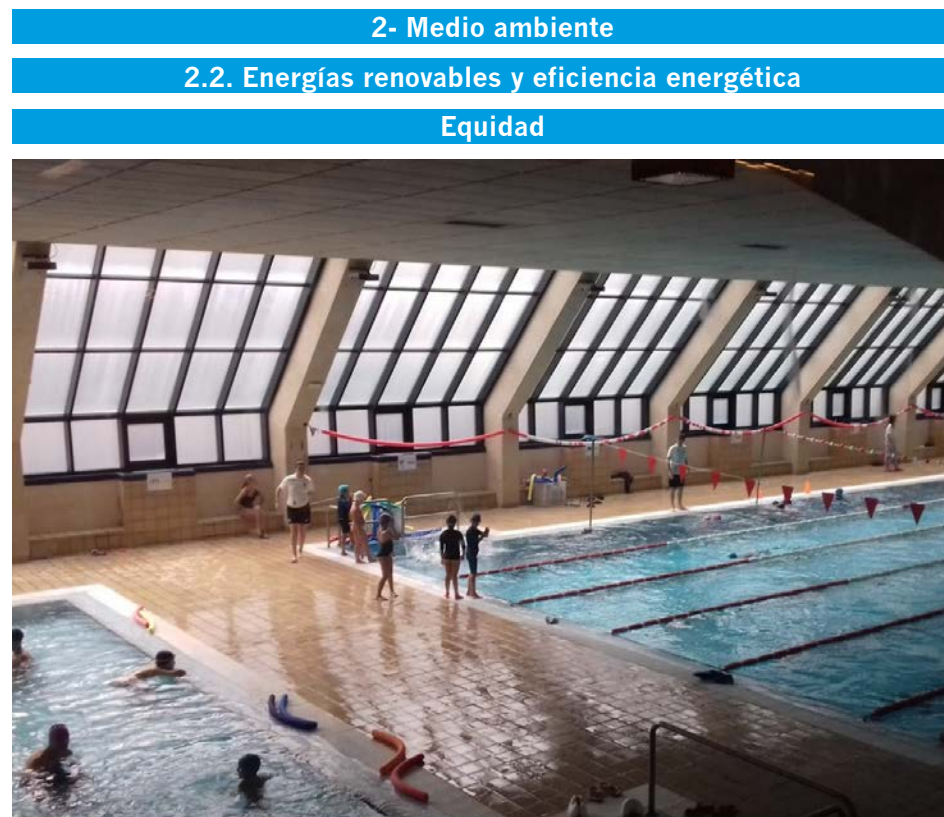 2- Medio ambiente
2.2. Energías renovables y eficiencia energética
Equidad